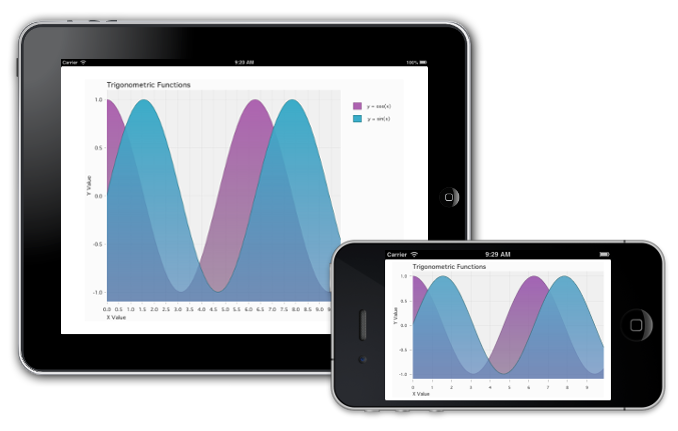 Carrier 9:29 AM 100%
Trigonometric Functions
y = cos(x)
y = sin(x)
1.0
0.5
0.0
-0.5
-1.0
Y Value
0.0 0.5 1.0 1.5 2.0 2.5 3.0 3.5 4.0 4.5 5.0 5.5 6.0 6.5 7.0 7.5 8.0 8.5 9.0
X Value
Carrier 9:29 AM
Trigonometric Functions
1.0
0.5
0.0
-0.5
-1.0
Y Value
0 1 2 3 4 5 6 7 8 9
X Value